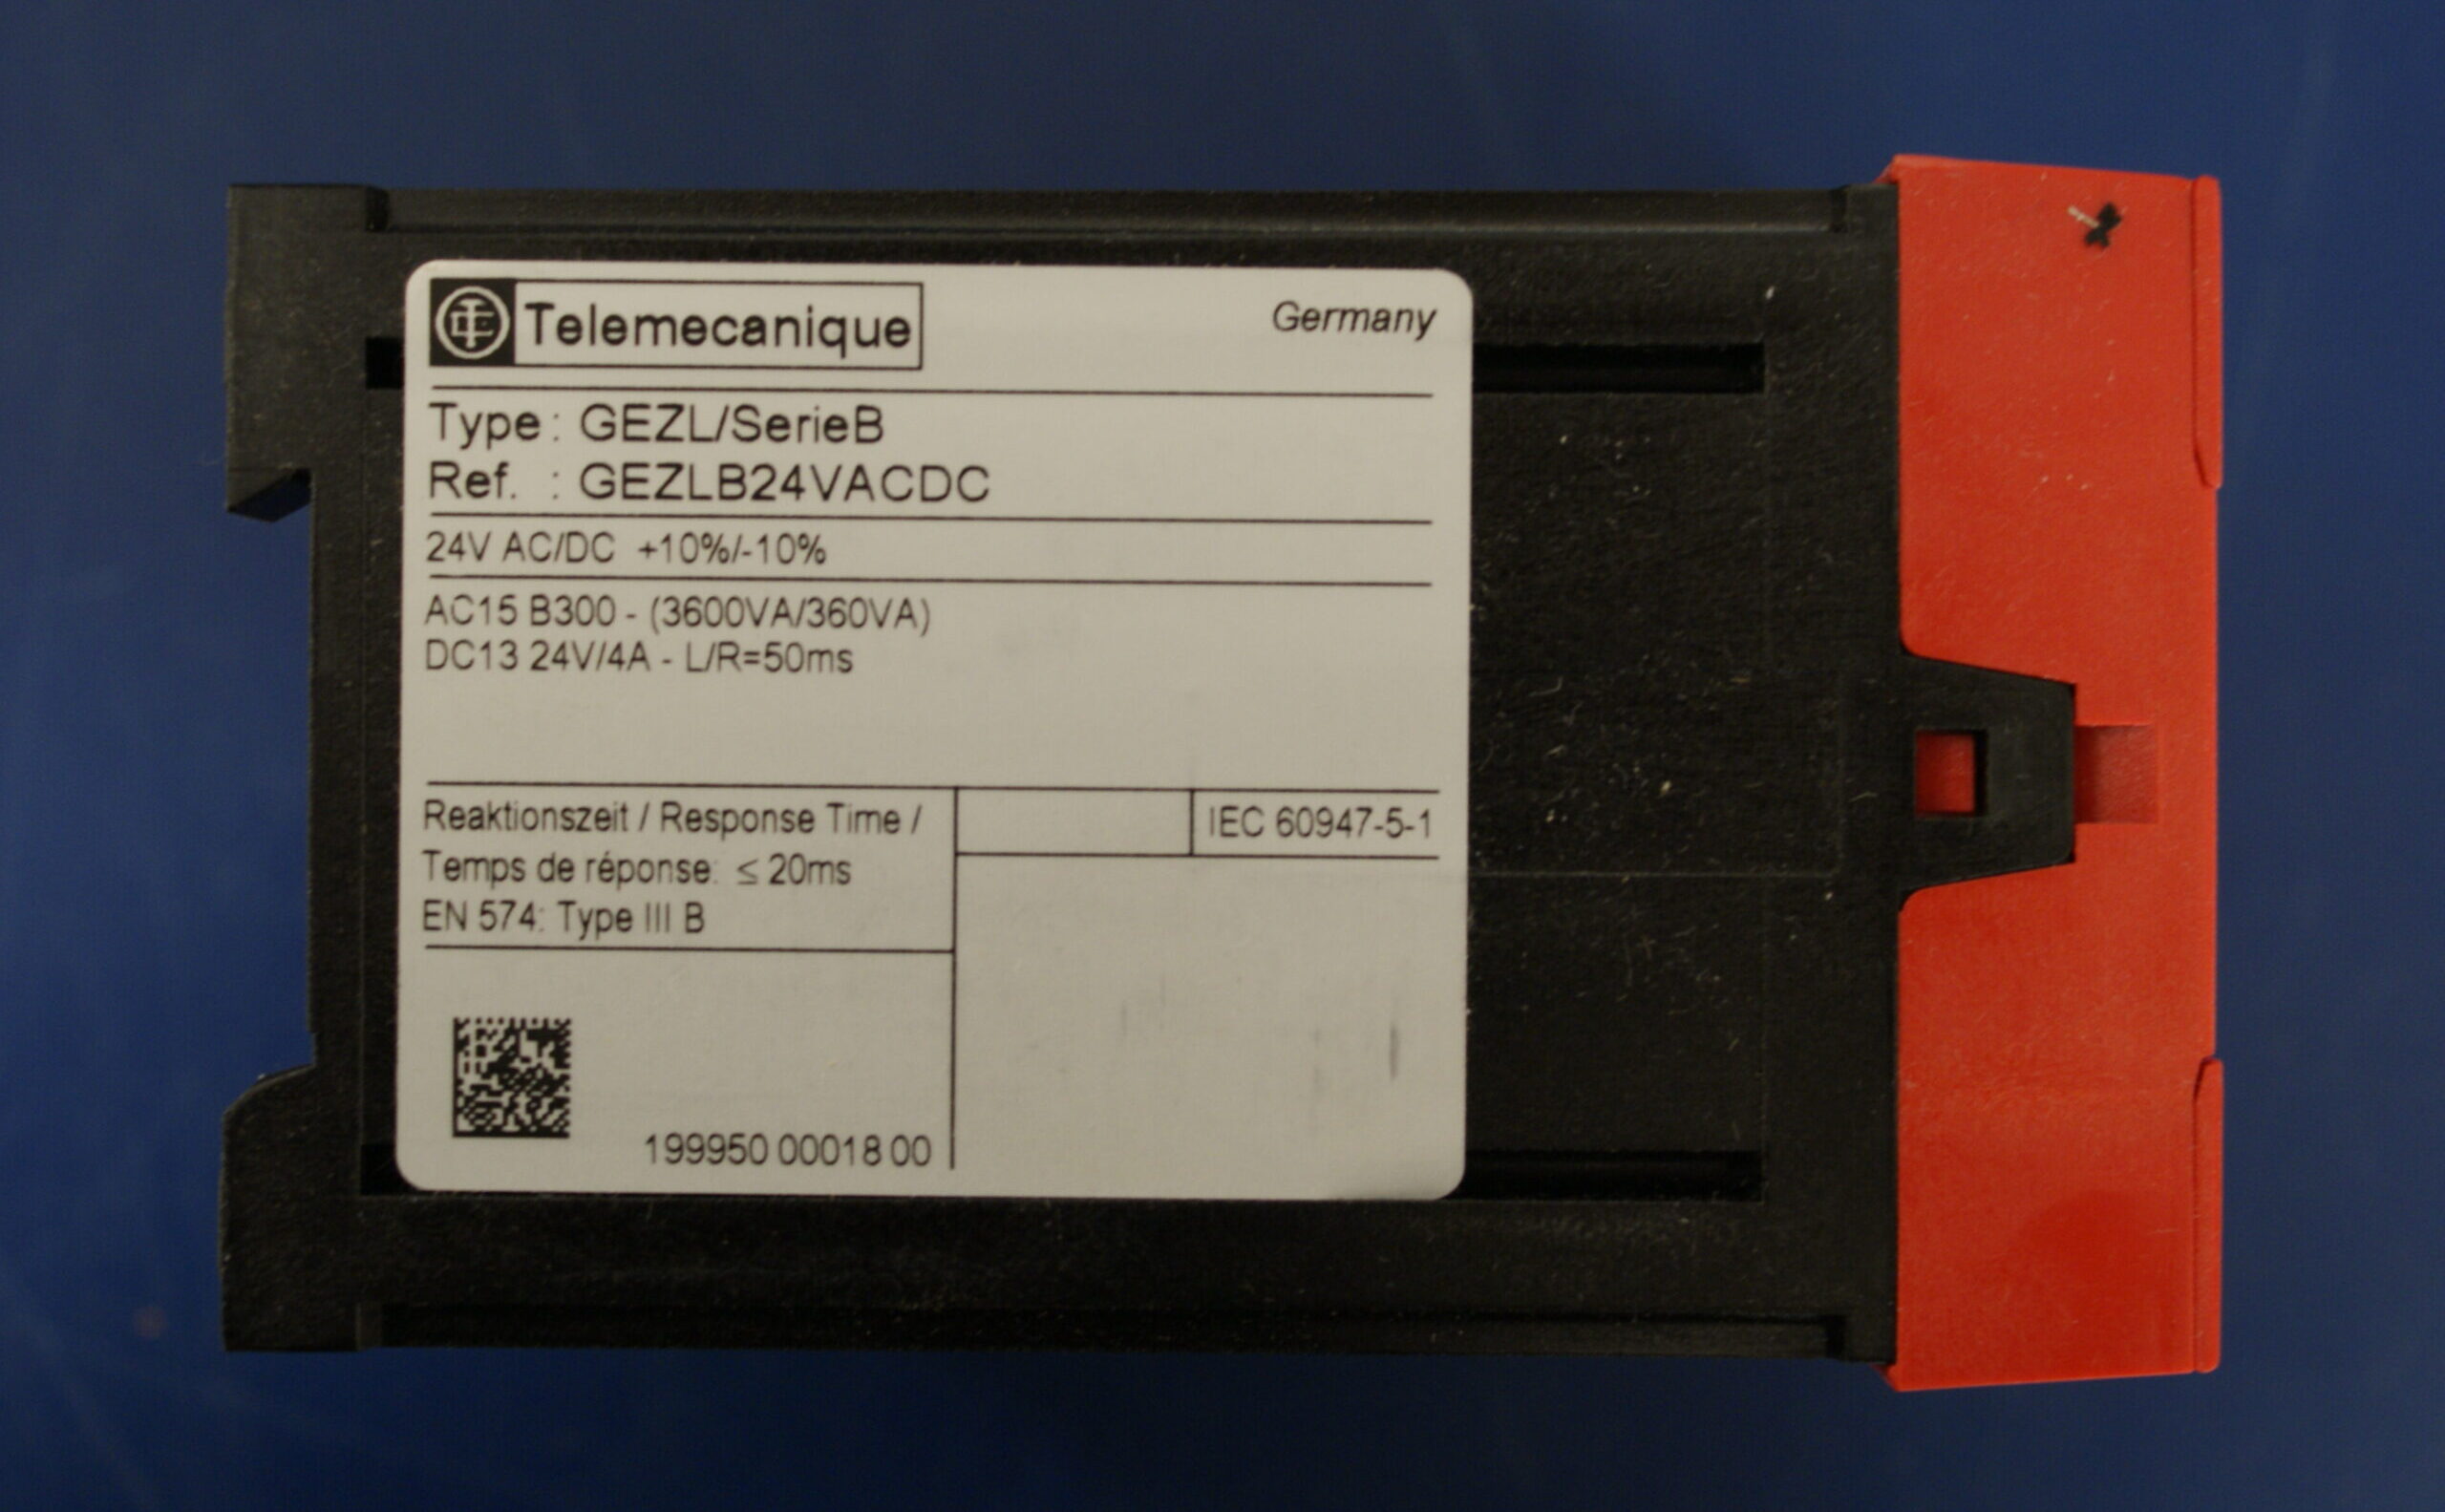 Telemecanique
Germany
Type : GEZL/SerieB
Ref. : GEZLB24VACDC
24V AC/DC +10%/-10%
AC15 B300 - (3600VA/360VA)
DC13 24V/4A - L/R=50ms
Reaktionszeit / Response Time /
Temps de réponse: ≤ 20ms
EN 574: Type III B
IEC 60947-5-1
199950 00018 00